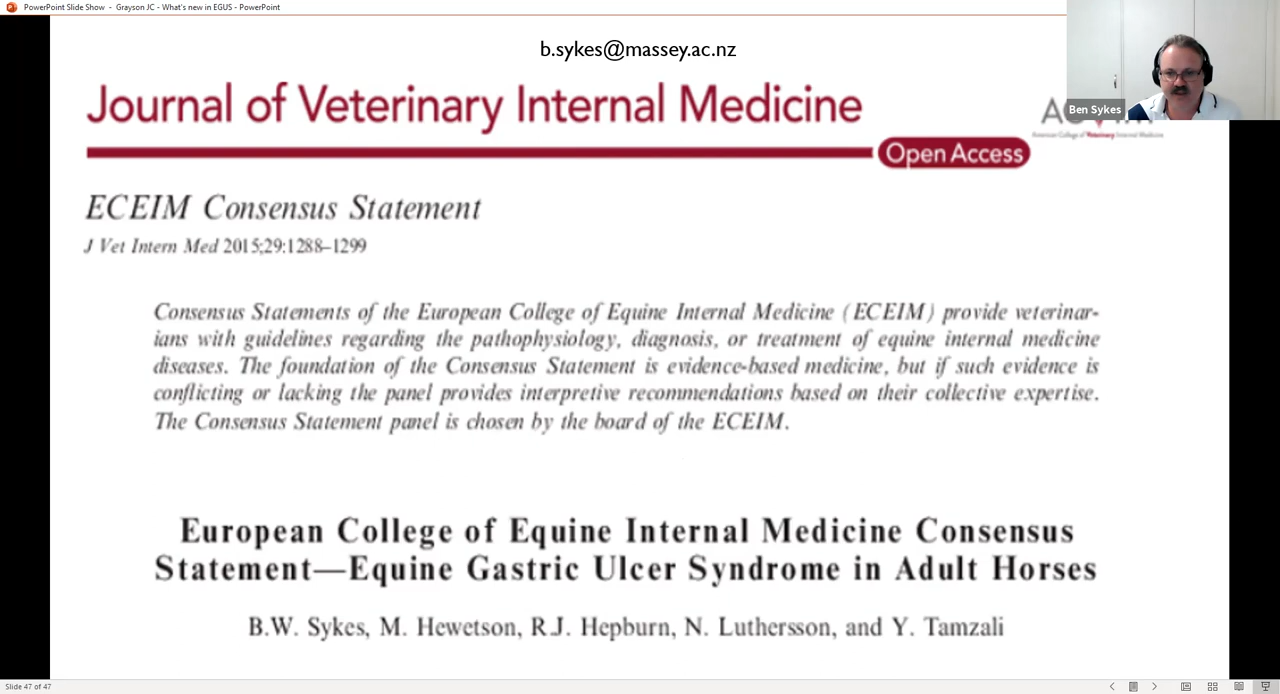 PowerPoint Slide Show - Grayson JC - What's new in EGUS - PowerPoint
b.sykes@massey.ac.nz
Journal of Veterinary Internal Medicine
Open Access
Ben Sykes
American College of Veterinary Internal Medicine
ECEIM Consensus Statement
J Vet Intern Med 2015;29:1288–1299
Consensus Statements of the European College of Equine Internal Medicine (ECEIM) provide veterinar-
ians with guidelines regarding the pathophysiology, diagnosis, or treatment of equine internal medicine
diseases. The foundation of the Consensus Statement is evidence-based medicine, but if such evidence is
conflicting or lacking the panel provides interpretive recommendations based on their collective expertise.
The Consensus Statement panel is chosen by the board of the ECEIM.
European College of Equine Internal Medicine Consensus
Statement—Equine Gastric Ulcer Syndrome in Adult Horses
B.W. Sykes, M. Hewetson, R.J. Hepburn, N. Luthersson, and Y. Tamzali
Slide 47 of 47